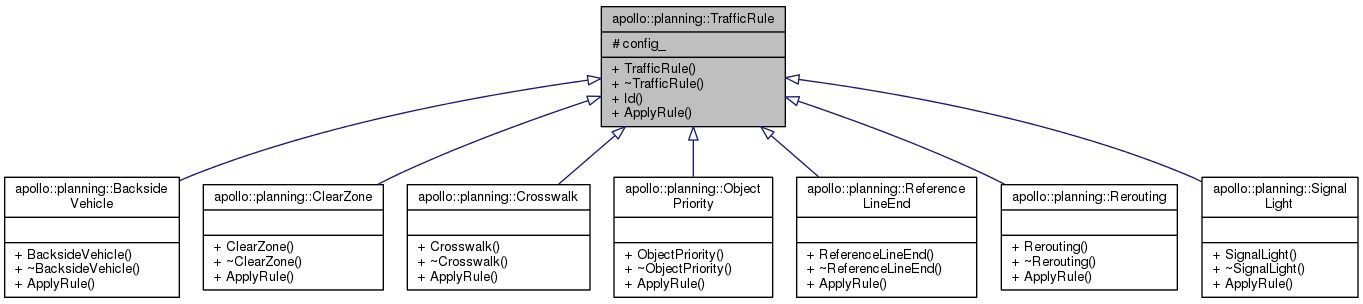 apollo::planning::TrafficRule
# config_
+ TrafficRule()
+ ~TrafficRule()
+ Id()
+ ApplyRule()
apollo::planning::Backside
Vehicle
+ BacksideVehicle()
+ ~BacksideVehicle()
+ ApplyRule()
apollo::planning::ClearZone
+ ClearZone()
+ ~ClearZone()
+ ApplyRule()
apollo::planning::Crosswalk
+ Crosswalk()
+ ~Crosswalk()
+ ApplyRule()
apollo::planning::Object
Priority
+ ObjectPriority()
+ ~ObjectPriority()
+ ApplyRule()
apollo::planning::Reference
LineEnd
+ ReferenceLineEnd()
+ ~ReferenceLineEnd()
+ ApplyRule()
apollo::planning::Rerouting
+ Rerouting()
+ ~Rerouting()
+ ApplyRule()
apollo::planning::Signal
Light
+ SignalLight()
+ ~SignalLight()
+ ApplyRule()